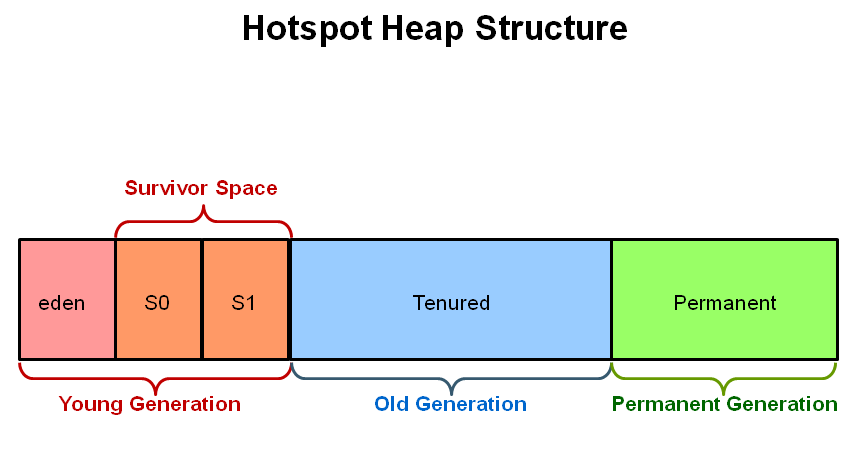 Hotspot Heap Structure
Survivor Space
eden
S0
S1
Tenured
Permanent
Young Generation
Old Generation
Permanent Generation